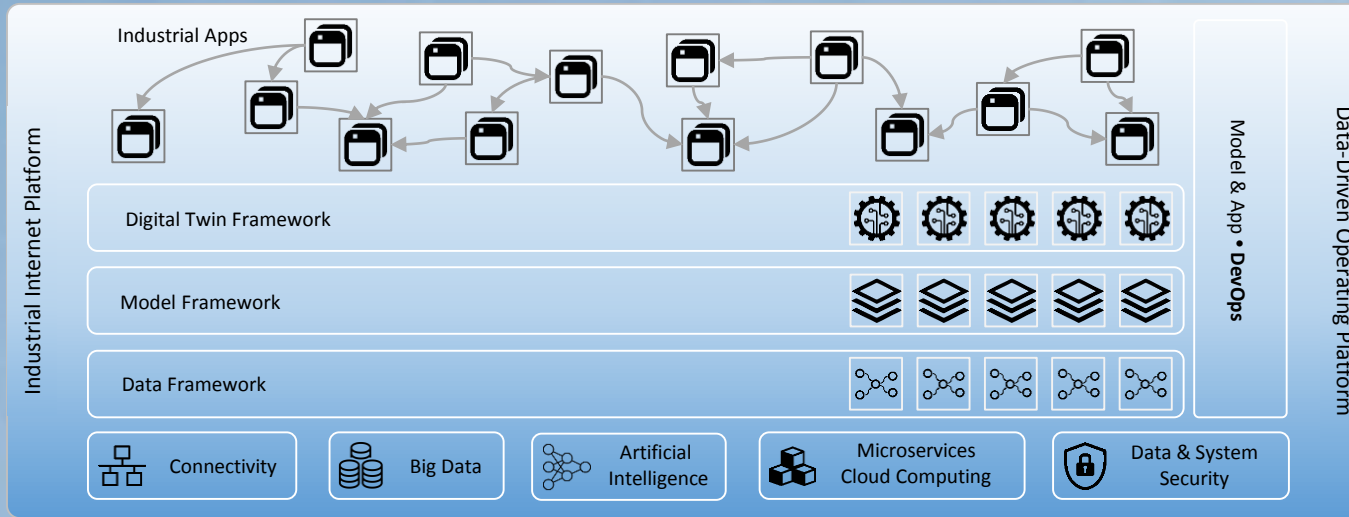 Industrial Apps
Industrial Internet Platform
Digital Twin Framework
Model Framework
Data Framework
Model & App • DevOps
Data-Driven Operating Platform
Connectivity
Big Data
Artificial
Intelligence
Microservices
Cloud Computing
Data & System
Security